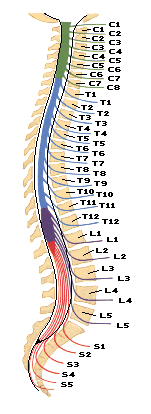 C1
C1
C2
C2
C3
C3
C4
C4
C5
C5
C6
C6
C7
C7
C8
T1
T1
T2
T2
T3
T3
T4
T4
T5
T5
T6
T6
T7
T7
T8
T8
T9
T9
T10
T10
T11
T11
T12
T12
L1
L1
L2
L2
L3
L3
L4
L4
L5
L5
S1
S2
S3
S4
S5